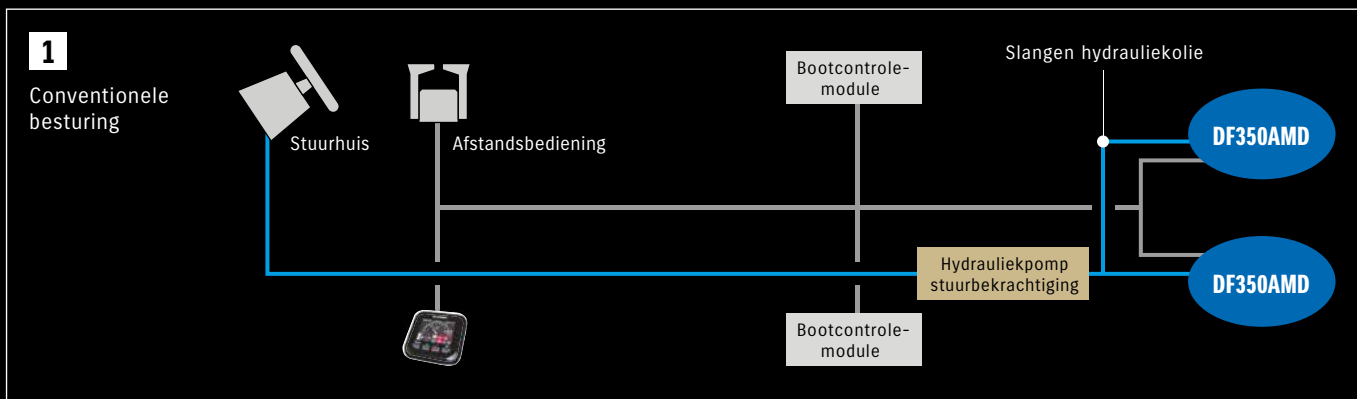 1
Conventionele
besturing
Stuurhuis
Afstandsbediening
Bootcontrole-
module
Slangen hydrauliekolie
DF350AMD
Hydrauliekpomp
stuurbekrachtiging
DF350AMD
Bootcontrole-
module